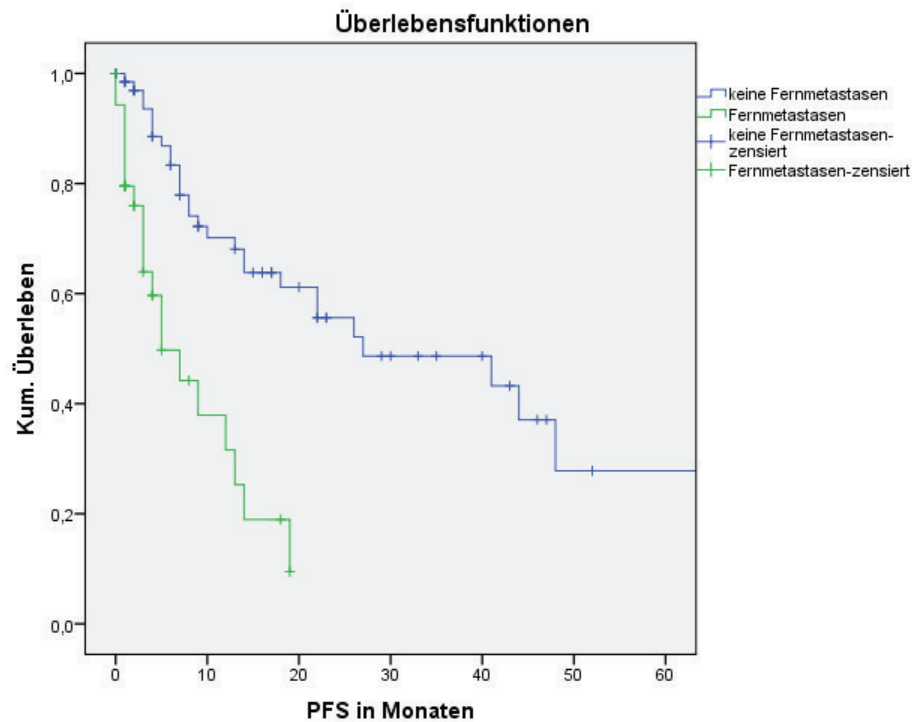 Überlebensfunktionen
1,0
0,8
0,6
0,4
0,2
0,0
Kum. Überleben
0
10
20
30
40
50
60
PFS in Monaten
keine Fernmetastasen
Fernmetastasen
keine Fernmetastasen-
zensiert
Fernmetastasen-zensiert